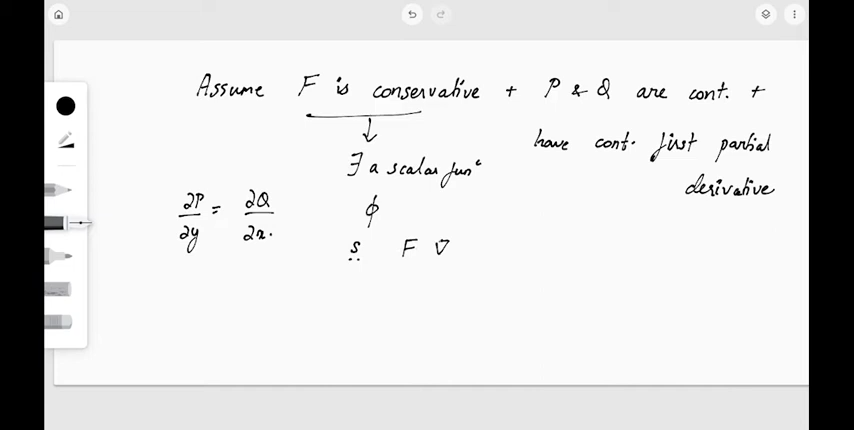 Assume F is conservative + P & Q are cont. +
have cont. first partial
derivative
∃ a scalar funᶜ
∂P/∂y = ∂Q/∂x.
ϕ
s F ∇